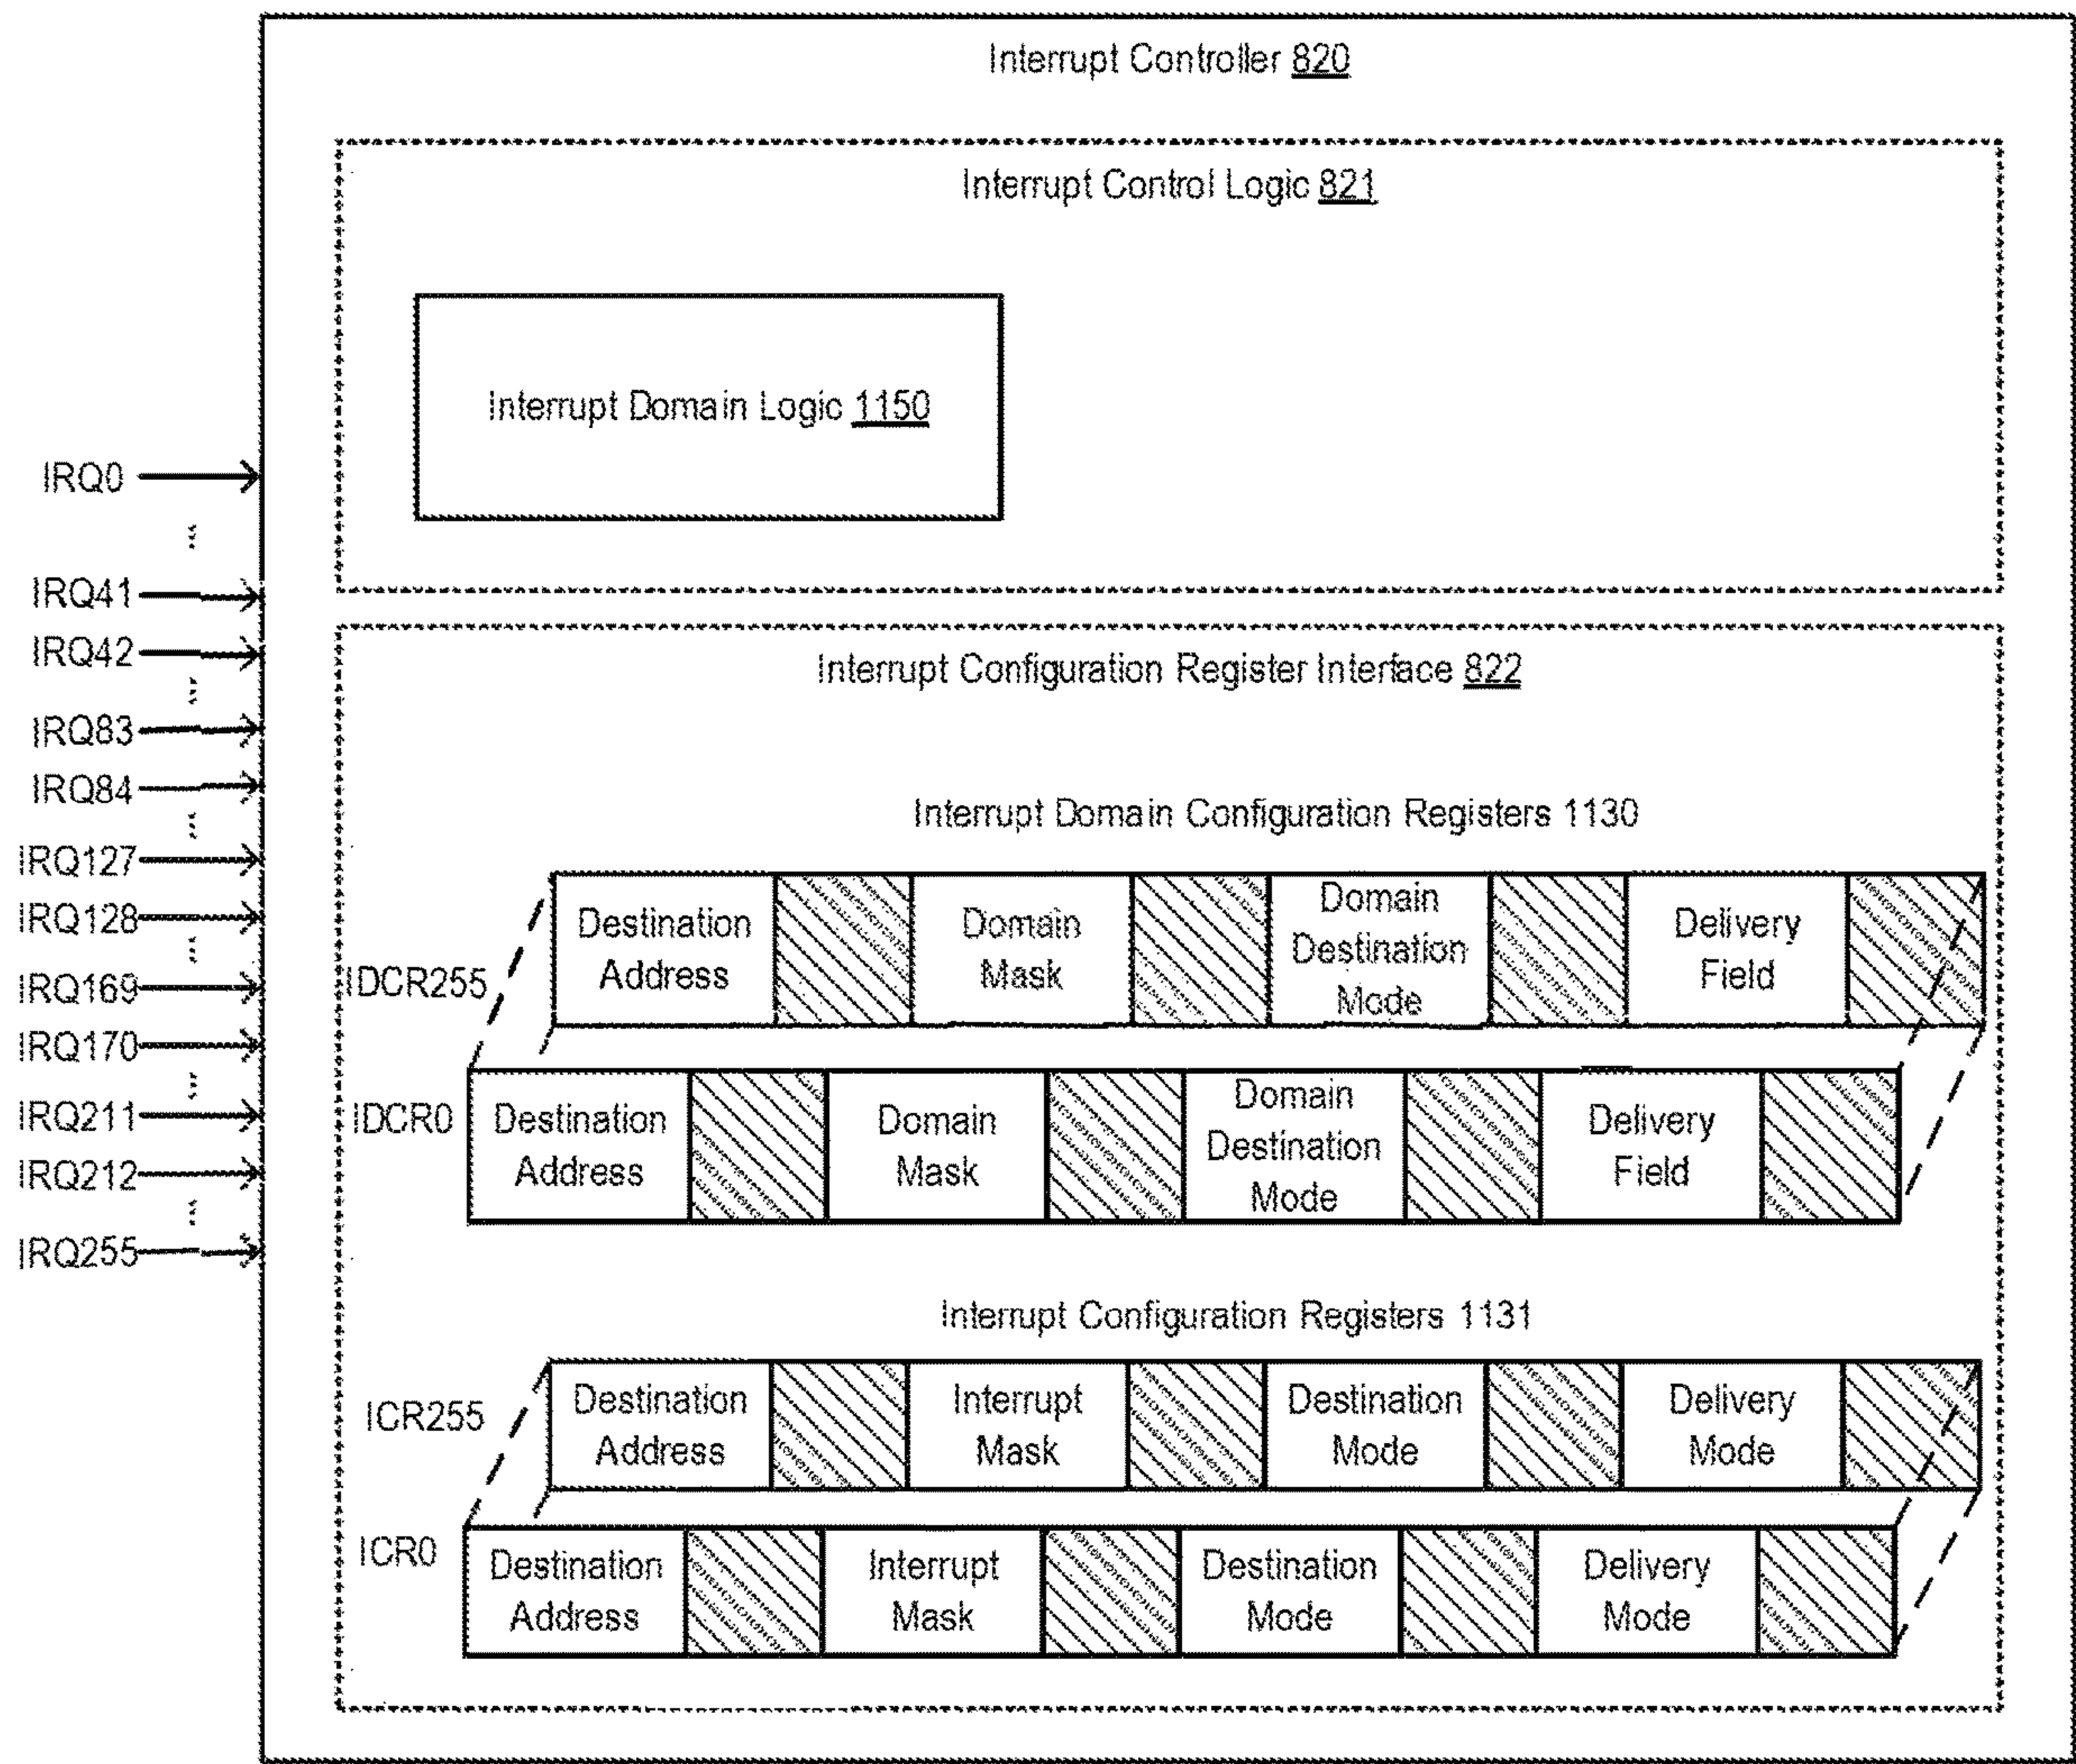 Interrupt Controller 820
Interrupt Control Logic 821
Interrupt Domain Logic 1150
IRQ0
...
IRQ41
IRQ42
...
IRQ83
IRQ84
...
IRQ127
IRQ128
...
IRQ169
IRQ170
...
IRQ211
IRQ212
...
IRQ255
Interrupt Configuration Register Interface 822
Interrupt Domain Configuration Registers 1130
IDCR255
Destination
Address
Domain
Mask
Domain
Destination
Mode
Delivery
Field
IDCR0
Destination
Address
Domain
Mask
Domain
Destination
Mode
Delivery
Field
Interrupt Configuration Registers 1131
ICR255
Destination
Address
Interrupt
Mask
Destination
Mode
Delivery
Mode
ICR0
Destination
Address
Interrupt
Mask
Destination
Mode
Delivery
Mode